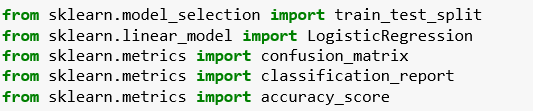 from sklearn.model_selection import train_test_split
from sklearn.linear_model import LogisticRegression
from sklearn.metrics import confusion_matrix
from sklearn.metrics import classification_report
from sklearn.metrics import accuracy_score